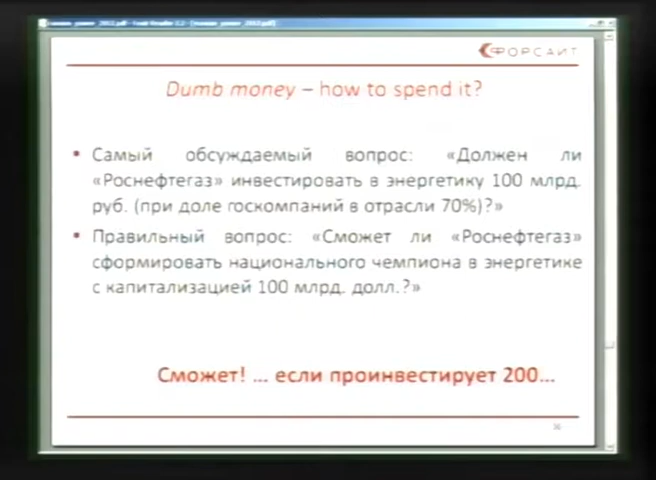 ФОРСАЙТ
Dumb money – how to spend it?
• Самый обсуждаемый вопрос: «Должен ли
«Роснефтегаз» инвестировать в энергетику 100 млрд.
руб. (при доле госкомпаний в отрасли 70%)?»
• Правильный вопрос: «Сможет ли «Роснефтегаз»
сформировать национального чемпиона в энергетике
с капитализацией 100 млрд. долл.?»
Сможет! ... если проинвестирует 200...